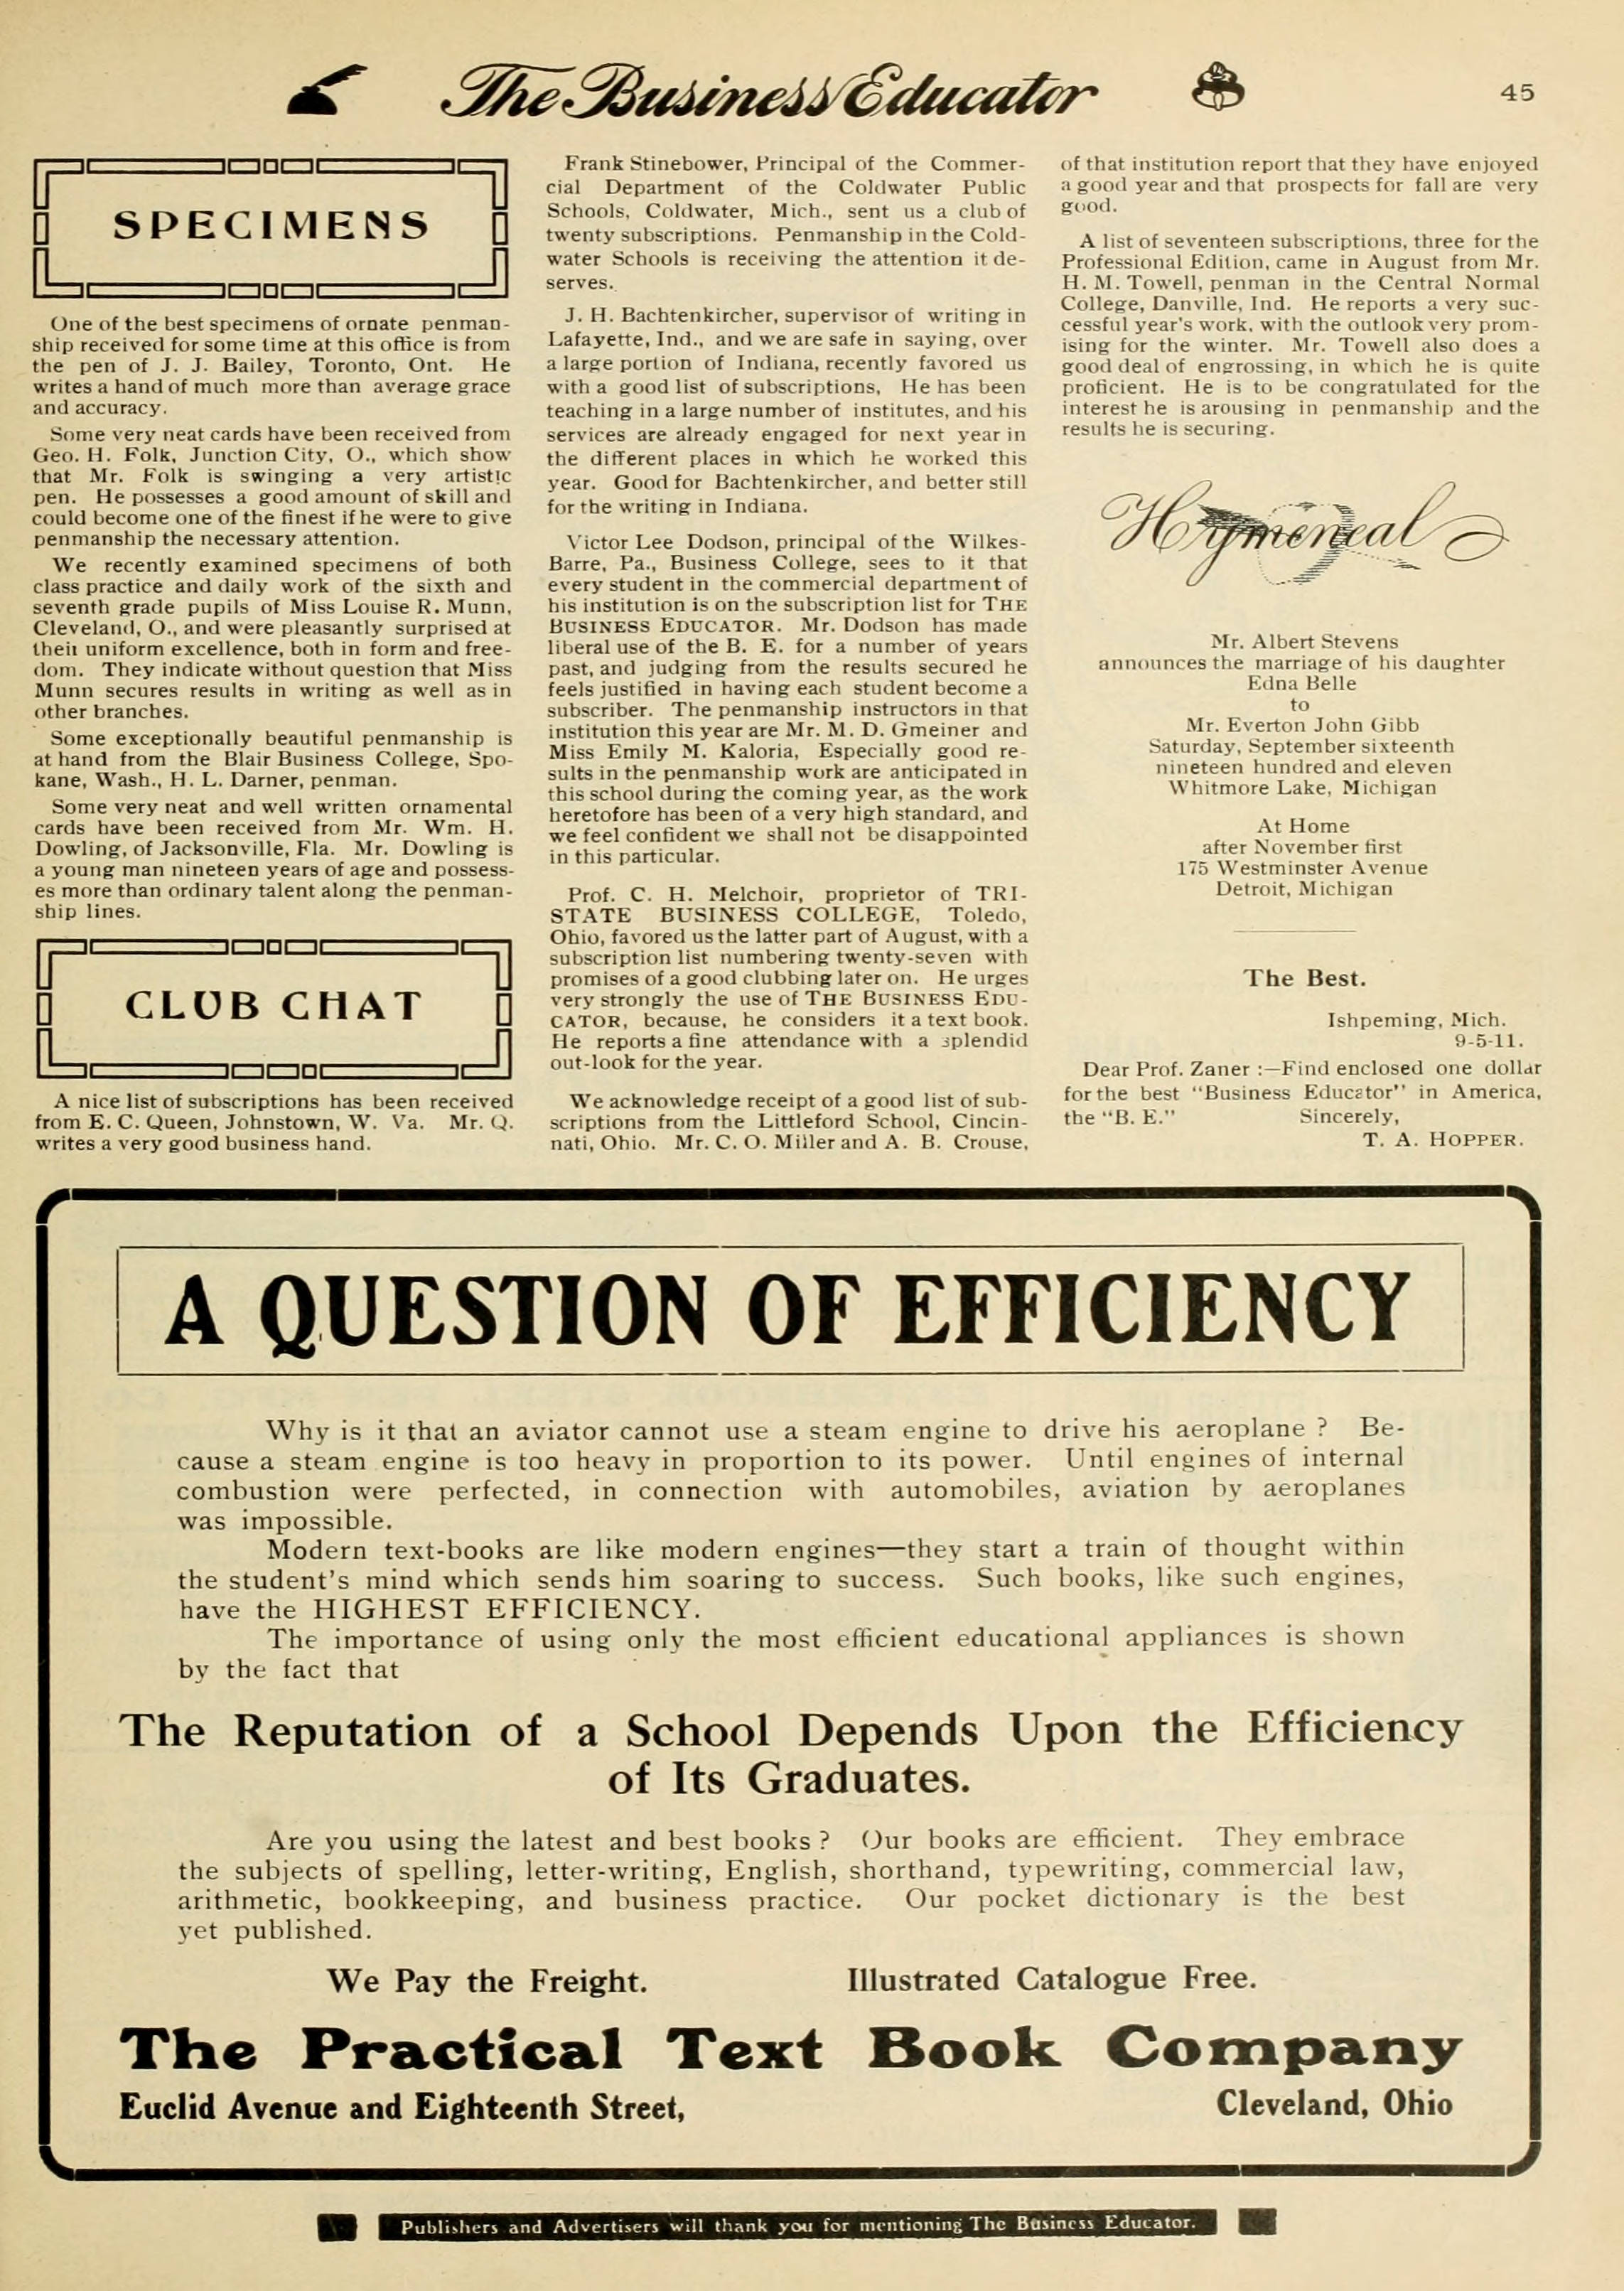 The Business Educator
45
SPECIMENS
One of the best specimens of ornate penman-
ship received for some time at this office is from
the pen of J. J. Bailey, Toronto, Ont. He
writes a hand of much more than average grace
and accuracy.
Some very neat cards have been received from
Geo. H. Folk, Junction City, O., which show
that Mr. Folk is swinging a very artistic
pen. He possesses a good amount of skill and
could become one of the finest if he were to give
penmanship the necessary attention.
We recently examined specimens of both
class practice and daily work of the sixth and
seventh grade pupils of Miss Louise R. Munn,
Cleveland, O., and were pleasantly surprised at
their uniform excellence, both in form and free-
dom. They indicate without question that Miss
Munn secures results in writing as well as in
other branches.
Some exceptionally beautiful penmanship is
at hand from the Blair Business College, Spo-
kane, Wash., H. L. Darner, penman.
Some very neat and well written ornamental
cards have been received from Mr. Wm. H.
Dowling, of Jacksonville, Fla. Mr. Dowling is
a young man nineteen years of age and possess-
es more than ordinary talent along the penman-
ship lines.
CLUB CHAT
A nice list of subscriptions has been received
from E. C. Queen, Johnstown, W. Va. Mr. Q.
writes a very good business hand.
Frank Stinebower, Principal of the Commer-
cial Department of the Coldwater Public
Schools, Coldwater, Mich., sent us a club of
twenty subscriptions. Penmanship in the Cold-
water Schools is receiving the attention it de-
serves.
J. H. Bachtenkircher, supervisor of writing in
Lafayette, Ind., and we are safe in saying, over
a large portion of Indiana, recently favored us
with a good list of subscriptions, He has been
teaching in a large number of institutes, and his
services are already engaged for next year in
the different places in which he worked this
year. Good for Bachtenkircher, and better still
for the writing in Indiana.
Victor Lee Dodson, principal of the Wilkes-
Barre, Pa., Business College, sees to it that
every student in the commercial department of
his institution is on the subscription list for THE
BUSINESS EDUCATOR. Mr. Dodson has made
liberal use of the B. E. for a number of years
past, and judging from the results secured he
feels justified in having each student become a
subscriber. The penmanship instructors in that
institution this year are Mr. M. D. Gmeiner and
Miss Emily M. Kaloria, Especially good re-
sults in the penmanship work are anticipated in
this school during the coming year, as the work
heretofore has been of a very high standard, and
we feel confident we shall not be disappointed
in this particular.
Prof. C. H. Melchoir, proprietor of TRI-
STATE BUSINESS COLLEGE, Toledo,
Ohio, favored us the latter part of August, with a
subscription list numbering twenty-seven with
promises of a good clubbing later on. He urges
very strongly the use of THE BUSINESS EDU-
CATOR, because, he considers it a text book.
He reports a fine attendance with a splendid
out-look for the year.
We acknowledge receipt of a good list of sub-
scriptions from the Littleford School, Cincin-
nati, Ohio. Mr. C. O. Miller and A. B. Crouse,
of that institution report that they have enjoyed
a good year and that prospects for fall are very
good.
A list of seventeen subscriptions, three for the
Professional Edition, came in August from Mr.
H. M. Towell, penman in the Central Normal
College, Danville, Ind. He reports a very suc-
cessful year's work, with the outlook very prom-
ising for the winter. Mr. Towell also does a
good deal of engrossing, in which he is quite
proficient. He is to be congratulated for the
interest he is arousing in penmanship and the
results he is securing.
Hymeneal
Mr. Albert Stevens
announces the marriage of his daughter
Edna Belle
to
Mr. Everton John Gibb
Saturday, September sixteenth
nineteen hundred and eleven
Whitmore Lake, Michigan
At Home
after November first
175 Westminster Avenue
Detroit, Michigan
The Best.
Ishpeming, Mich.
9-5-11.
Dear Prof. Zaner :—Find enclosed one dollar
for the best "Business Educator" in America,
the "B. E." Sincerely,
T. A. HOPPER.
A QUESTION OF EFFICIENCY
Why is it that an aviator cannot use a steam engine to drive his aeroplane ? Be-
cause a steam engine is too heavy in proportion to its power. Until engines of internal
combustion were perfected, in connection with automobiles, aviation by aeroplanes
was impossible.
Modern text-books are like modern engines—they start a train of thought within
the student's mind which sends him soaring to success. Such books, like such engines,
have the HIGHEST EFFICIENCY.
The importance of using only the most efficient educational appliances is shown
by the fact that
The Reputation of a School Depends Upon the Efficiency
of Its Graduates.
Are you using the latest and best books ? Our books are efficient. They embrace
the subjects of spelling, letter-writing, English, shorthand, typewriting, commercial law,
arithmetic, bookkeeping, and business practice. Our pocket dictionary is the best
yet published.
We Pay the Freight. Illustrated Catalogue Free.
The Practical Text Book Company
Euclid Avenue and Eighteenth Street, Cleveland, Ohio
Publishers and Advertisers will thank you for mentioning The Business Educator.